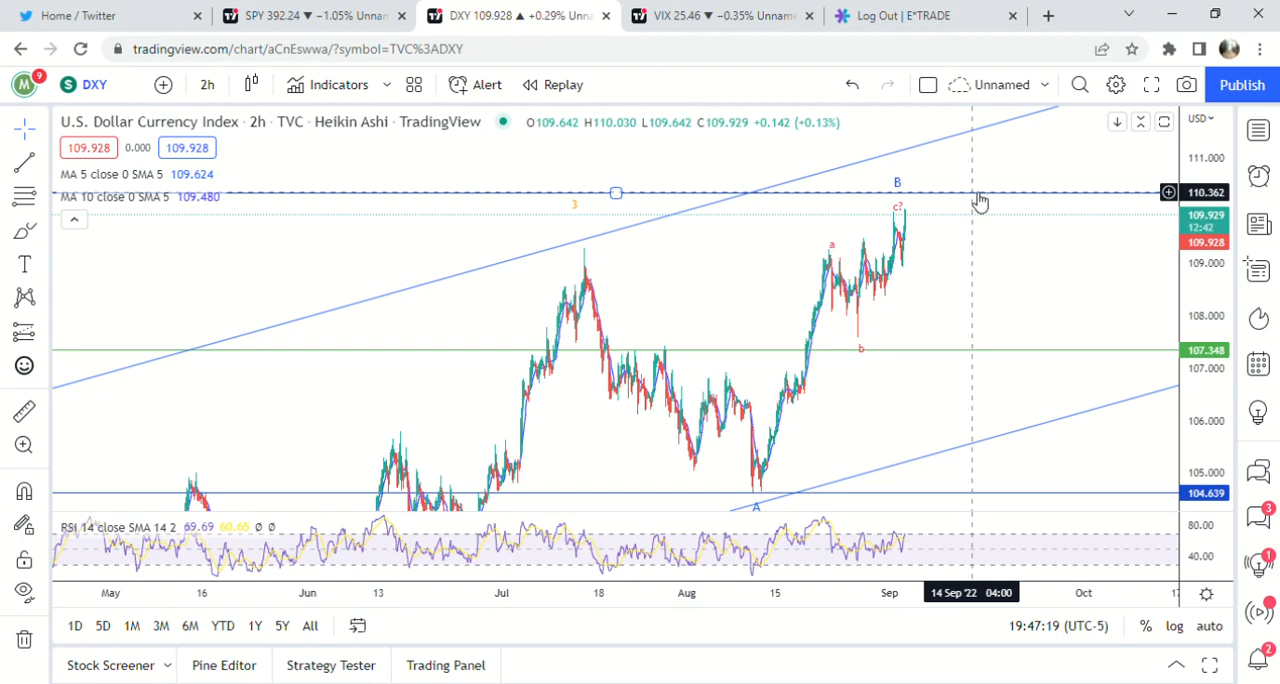 Home / Twitter
SPY 392.24 ▼ −1.05% Unnam
DXY 109.928 ▲ +0.29% Unna
VIX 25.46 ▼ −0.35% Unname
Log Out | E*TRADE
tradingview.com/chart/aCnEswwa/?symbol=TVC%3ADXY
M
9
S
DXY
2h
Indicators
Alert
Replay
Unnamed
Publish
U.S. Dollar Currency Index · 2h · TVC · Heikin Ashi · TradingView
O109.642 H110.030 L109.642 C109.929 +0.142 (+0.13%)
USD
109.928 0.000 109.928
MA 5 close 0 SMA 5 109.624
MA 10 close 0 SMA 5 109.480
111.000
110.362
109.929
12:42
109.928
109.000
108.000
107.348
107.000
106.000
105.000
104.639
3
B
c?
a
b
A
RSI 14 close SMA 14 2 69.69 60.65 Ø Ø
80.00
40.00
May 16 Jun 13 Jul 18 Aug 15 Sep 14 Sep '22 04:00 Oct 17
1D 5D 1M 3M 6M YTD 1Y 5Y All
19:47:19 (UTC-5) % log auto
Stock Screener Pine Editor Strategy Tester Trading Panel
3
1
2